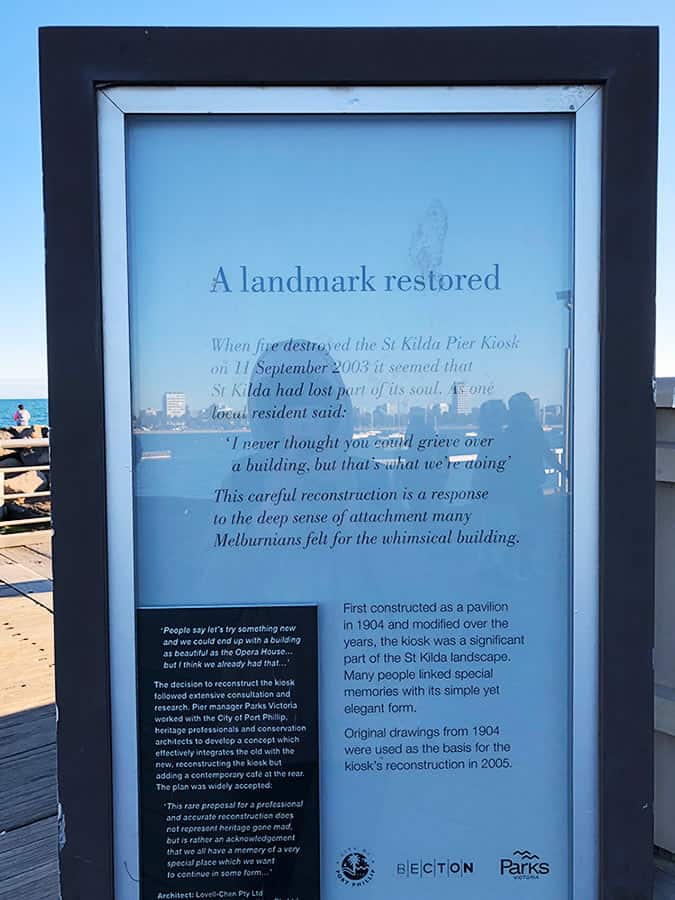 A landmark restored
When fire destroyed the St Kilda Pier Kiosk
on 11 September 2003 it seemed that
St Kilda had lost part of its soul. As one
local resident said:
‘I never thought you could grieve over
a building, but that’s what we’re doing’
This careful reconstruction is a response
to the deep sense of attachment many
Melburnians felt for the whimsical building.
‘People say let’s try something new
and we could end up with a building
as beautiful as the Opera House...
but I think we already had that...’
The decision to reconstruct the kiosk
followed extensive consultation and
research. Pier manager Parks Victoria
worked with the City of Port Phillip,
heritage professionals and conservation
architects to develop a concept which
effectively integrates the old with the
new, reconstructing the kiosk but
adding a contemporary café at the rear.
The plan was widely accepted:
‘This rare proposal for a professional
and accurate reconstruction does
not represent heritage gone mad,
but is rather an acknowledgement
that we all have a memory of a very
special place which we want
to continue in some form...’
Architect: Lovell-Chen Pty Ltd
First constructed as a pavilion
in 1904 and modified over the
years, the kiosk was a significant
part of the St Kilda landscape.
Many people linked special
memories with its simple yet
elegant form.
Original drawings from 1904
were used as the basis for the
kiosk’s reconstruction in 2005.
CITY OF
PORT PHILLIP
BECTON
Parks
VICTORIA